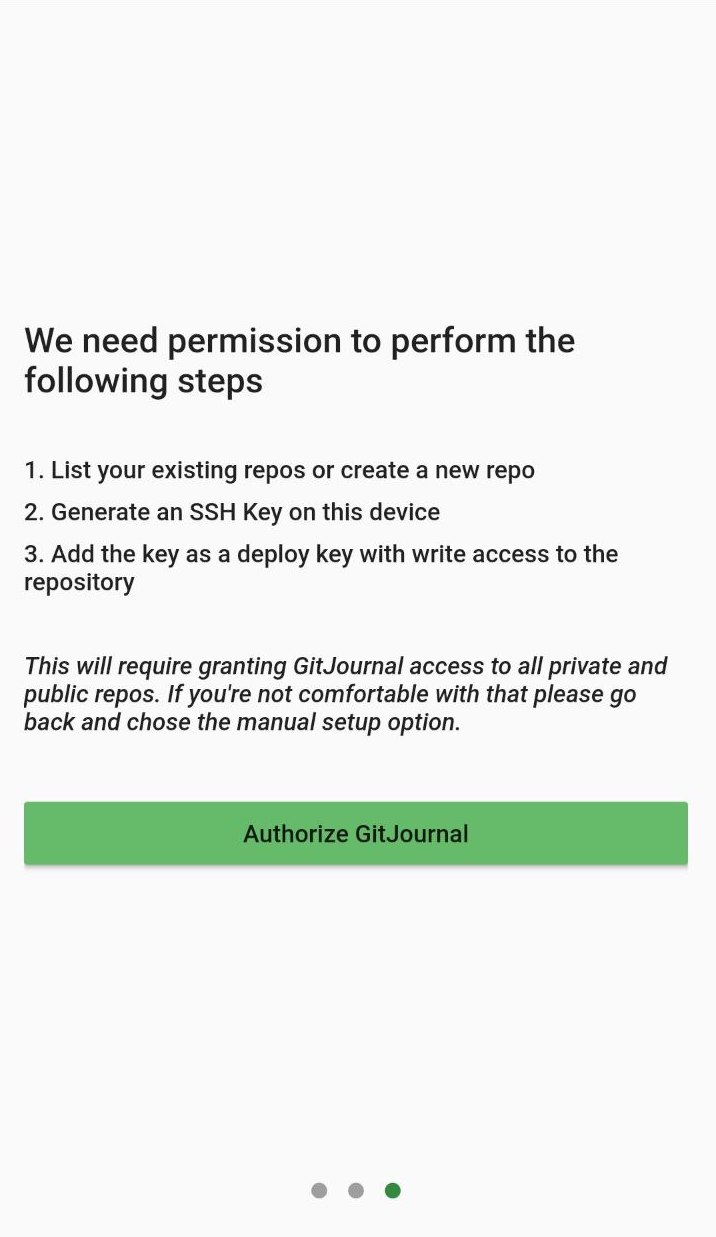 We need permission to perform the
following steps
1. List your existing repos or create a new repo
2. Generate an SSH Key on this device
3. Add the key as a deploy key with write access to the
repository
This will require granting GitJournal access to all private and
public repos. If you're not comfortable with that please go
back and chose the manual setup option.
Authorize GitJournal